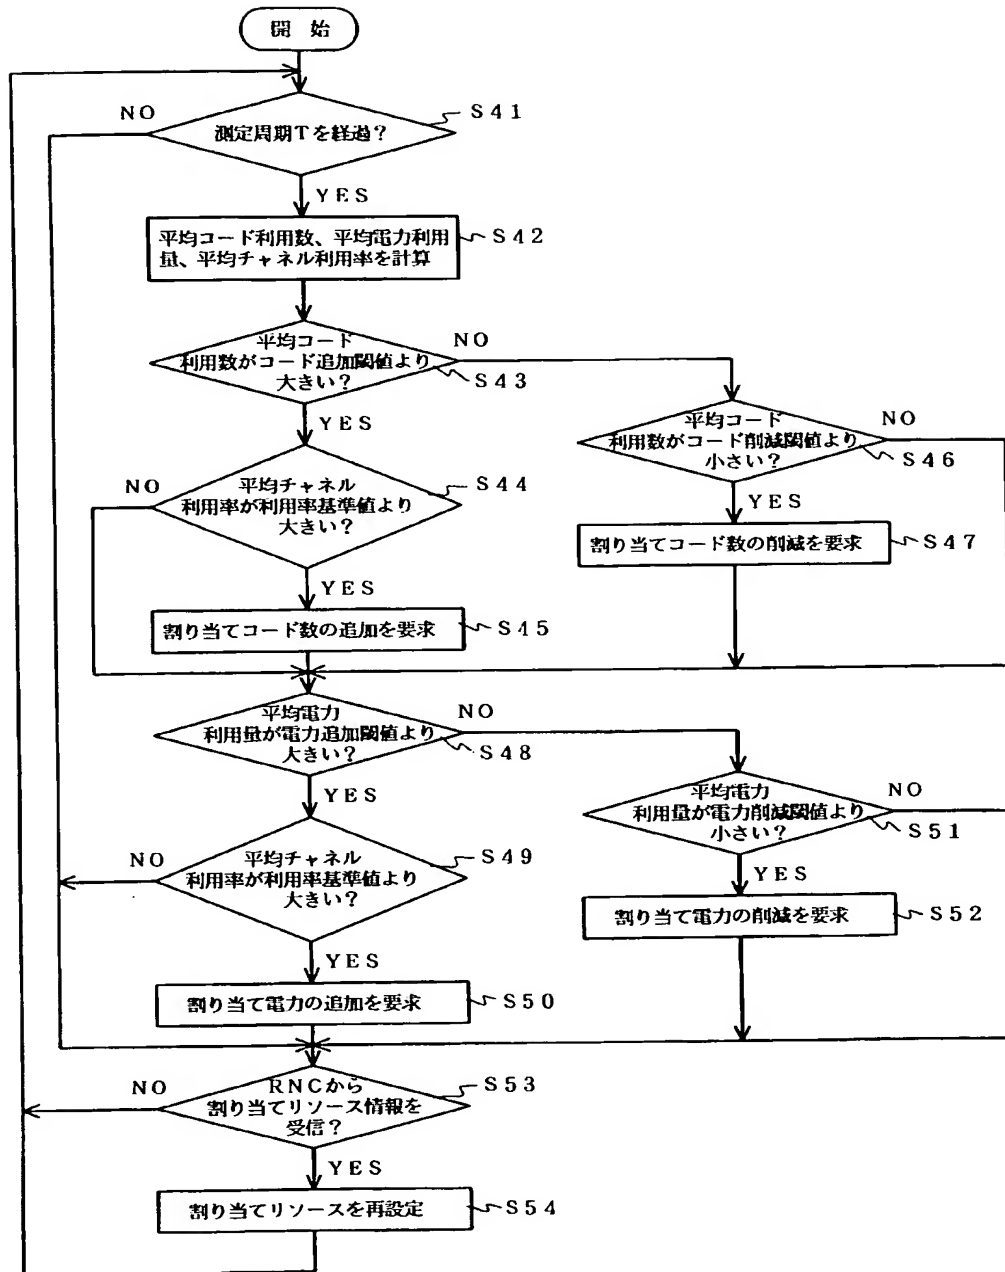 開 始
NO
測定周期Tを経過?
S41
YES
平均コード利用数、平均電力利用
量、平均チャネル利用率を計算
S42
平均コード
利用数がコード追加閾値より
大きい?
NO
S43
YES
平均コード
利用数がコード削減閾値より
小さい?
NO
S46
YES
NO
平均チャネル
利用率が利用率基準値より
大きい?
S44
割り当てコード数の削減を要求
S47
YES
割り当てコード数の追加を要求
S45
平均電力
利用量が電力追加閾値より
大きい?
NO
S48
YES
平均電力
利用量が電力削減閾値より
小さい?
NO
S51
YES
NO
平均チャネル
利用率が利用率基準値より
大きい?
S49
割り当て電力の削減を要求
S52
YES
割り当て電力の追加を要求
S50
NO
RNCから
割り当てリソース情報を
受信?
S53
YES
割り当てリソースを再設定
S54